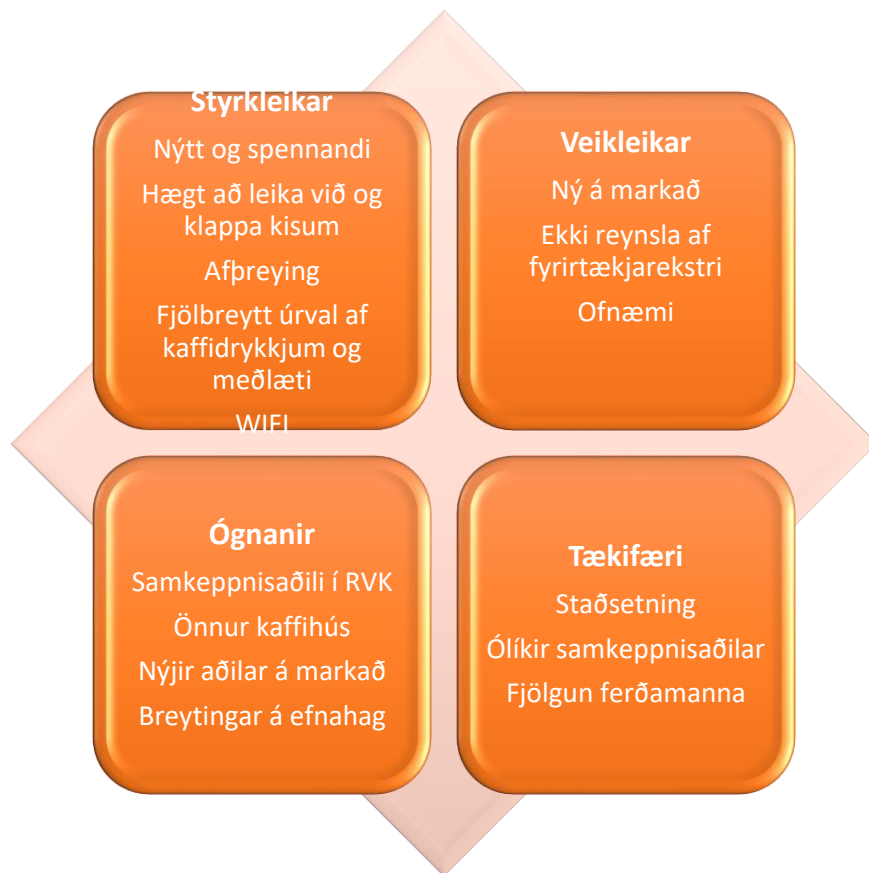 Styrkleikar
Nýtt og spennandi
Hægt að leika við og
klappa kisum
Afþreying
Fjölbreytt úrval af
kaffidrykkjum og
meðlæti
WIFI
Veikleikar
Ný á markað
Ekki reynsla af
fyrirtækjarekstri
Ofnæmi
Ógnanir
Samkeppnisaðili í RVK
Önnur kaffihús
Nýjir aðilar á markað
Breytingar á efnahag
Tækifæri
Staðsetning
Ólíkir samkeppnisaðilar
Fjölgun ferðamanna